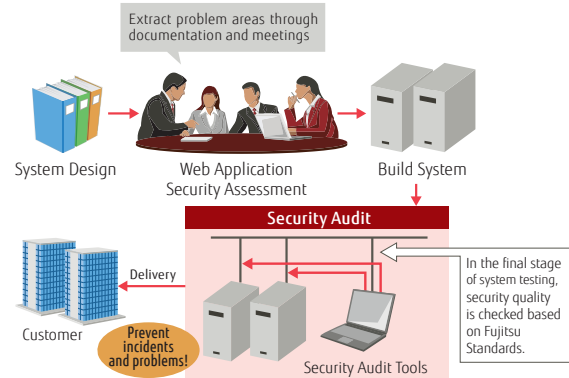 Extract problem areas through
documentation and meetings
System Design
Web Application
Security Assessment
Build System
Security Audit
In the final stage
of system testing,
security quality
is checked based
on Fujitsu
Standards.
Delivery
Customer
Prevent
incidents
and problems!
Security Audit Tools